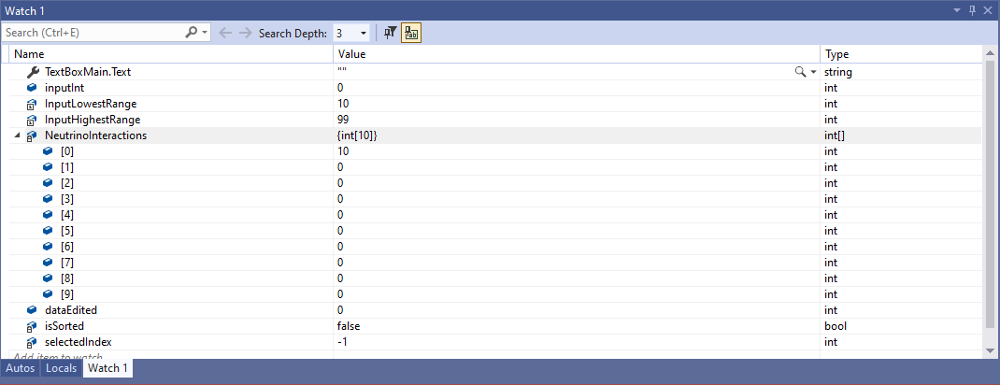 Watch 1
Search (Ctrl+E) Search Depth: 3
Name Value Type
TextBoxMain.Text "" string
inputInt 0 int
InputLowestRange 10 int
InputHighestRange 99 int
NeutrinoInteractions {int[10]} int[]
[0] 10 int
[1] 0 int
[2] 0 int
[3] 0 int
[4] 0 int
[5] 0 int
[6] 0 int
[7] 0 int
[8] 0 int
[9] 0 int
dataEdited 0 int
isSorted false bool
selectedIndex -1 int
Add item to watch
Autos Locals Watch 1